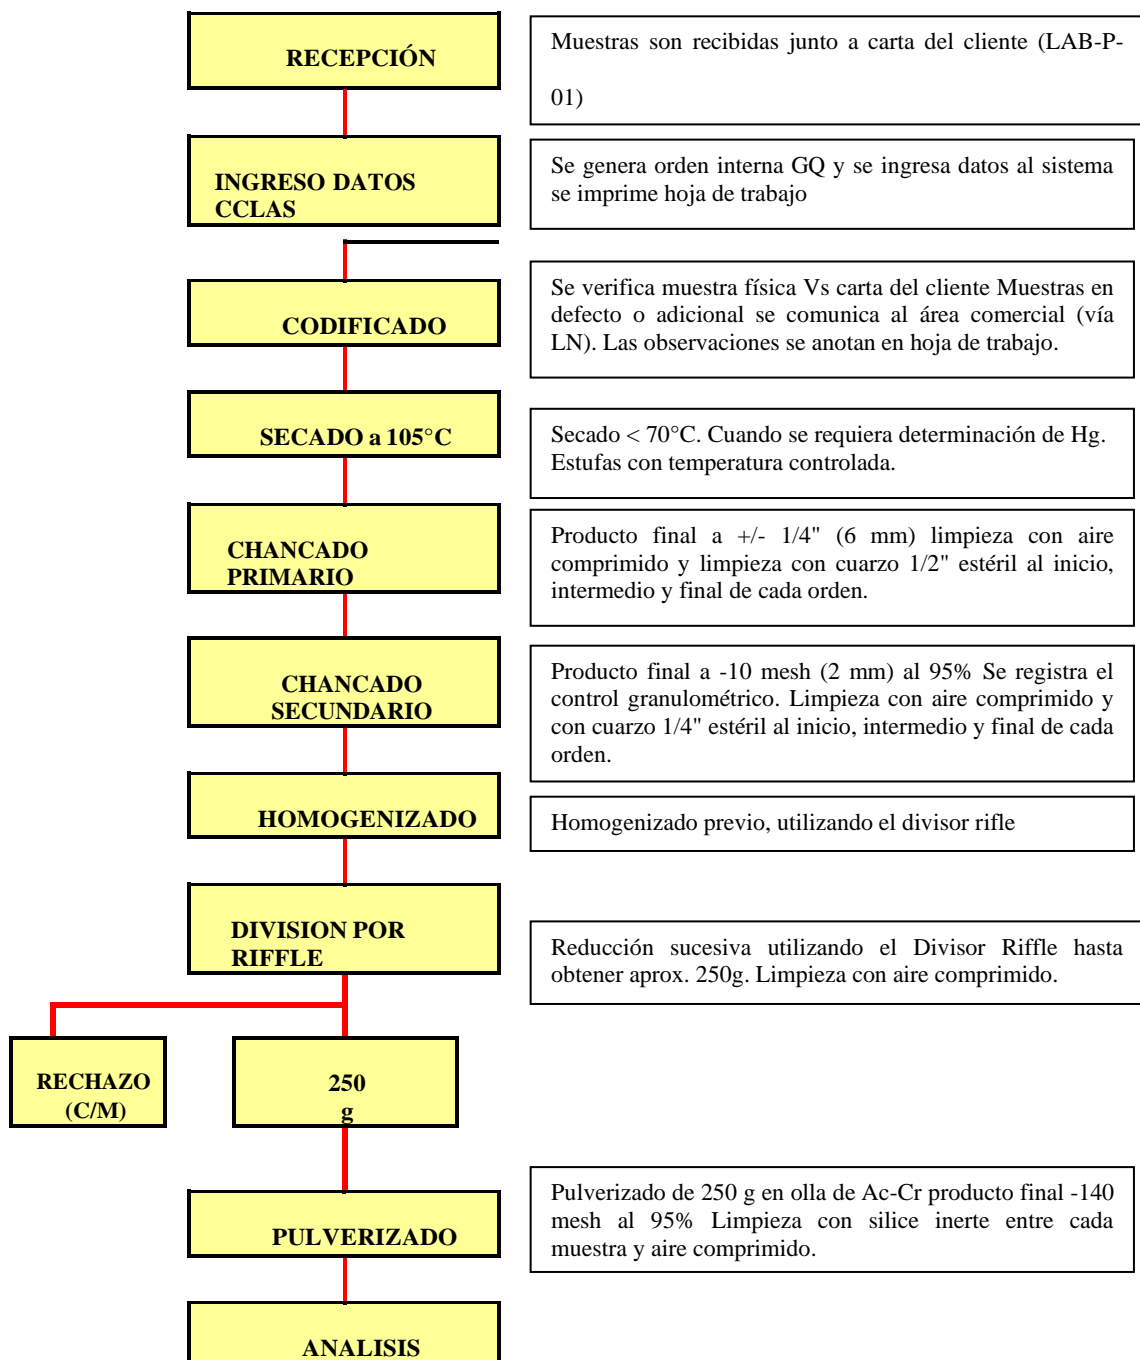 RECEPCIÓN
Muestras son recibidas junto a carta del cliente (LAB-P-
01)
INGRESO DATOS
CCLAS
Se genera orden interna GQ y se ingresa datos al sistema
se imprime hoja de trabajo
CODIFICADO
Se verifica muestra física Vs carta del cliente Muestras en
defecto o adicional se comunica al área comercial (vía
LN). Las observaciones se anotan en hoja de trabajo.
SECADO a 105°C
Secado < 70°C. Cuando se requiera determinación de Hg.
Estufas con temperatura controlada.
CHANCADO
PRIMARIO
Producto final a +/- 1/4" (6 mm) limpieza con aire
comprimido y limpieza con cuarzo 1/2" estéril al inicio,
intermedio y final de cada orden.
CHANCADO
SECUNDARIO
Producto final a -10 mesh (2 mm) al 95% Se registra el
control granulométrico. Limpieza con aire comprimido y
con cuarzo 1/4" estéril al inicio, intermedio y final de cada
orden.
HOMOGENIZADO
Homogenizado previo, utilizando el divisor rifle
DIVISION POR
RIFFLE
Reducción sucesiva utilizando el Divisor Riffle hasta
obtener aprox. 250g. Limpieza con aire comprimido.
RECHAZO
(C/M)
250
g
PULVERIZADO
Pulverizado de 250 g en olla de Ac-Cr producto final -140
mesh al 95% Limpieza con silice inerte entre cada
muestra y aire comprimido.
ANALISIS